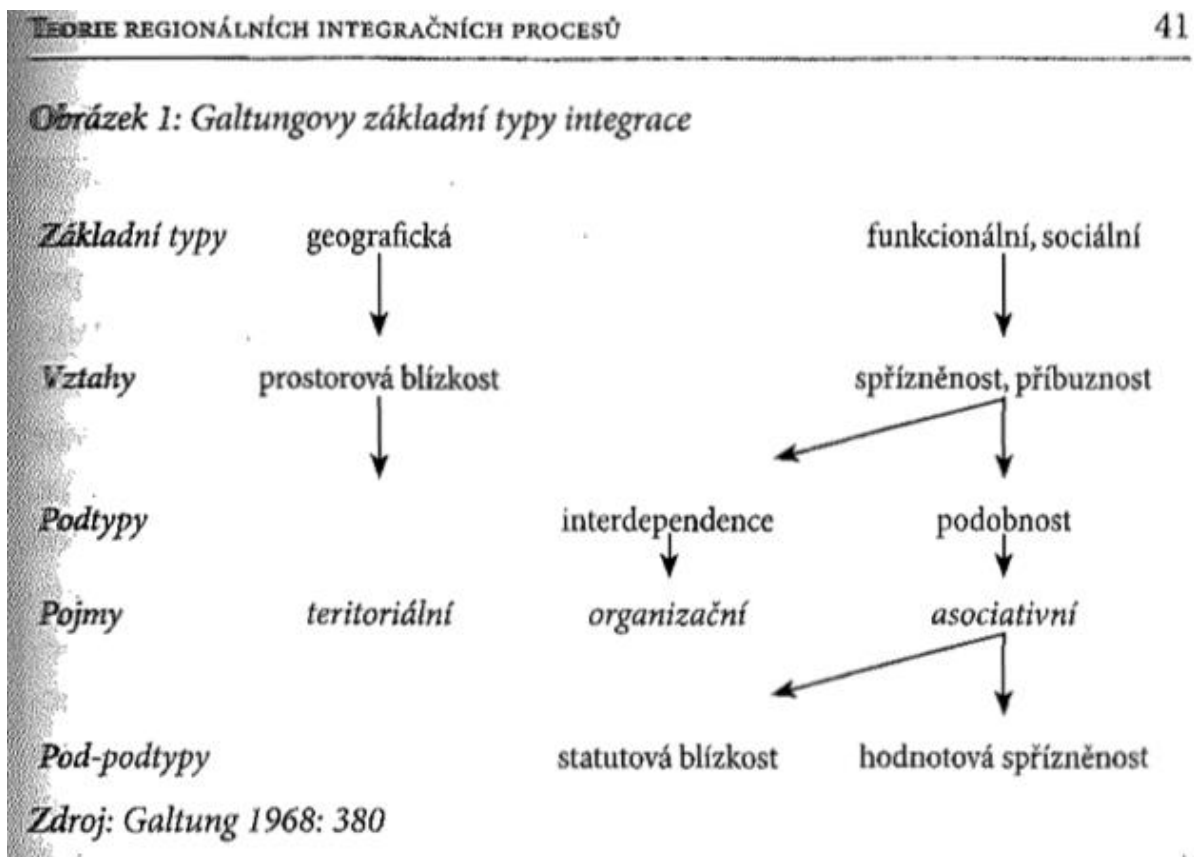 TEORIE REGIONÁLNÍCH INTEGRAČNÍCH PROCESŮ 41
Obrázek 1: Galtungovy základní typy integrace
Základní typy geografická funkcionální, sociální
Vztahy prostorová blízkost spřízněnost, příbuznost
Podtypy interdependence podobnost
Pojmy teritoriální organizační asociativní
Pod-podtypy statutová blízkost hodnotová spřízněnost
Zdroj: Galtung 1968: 380